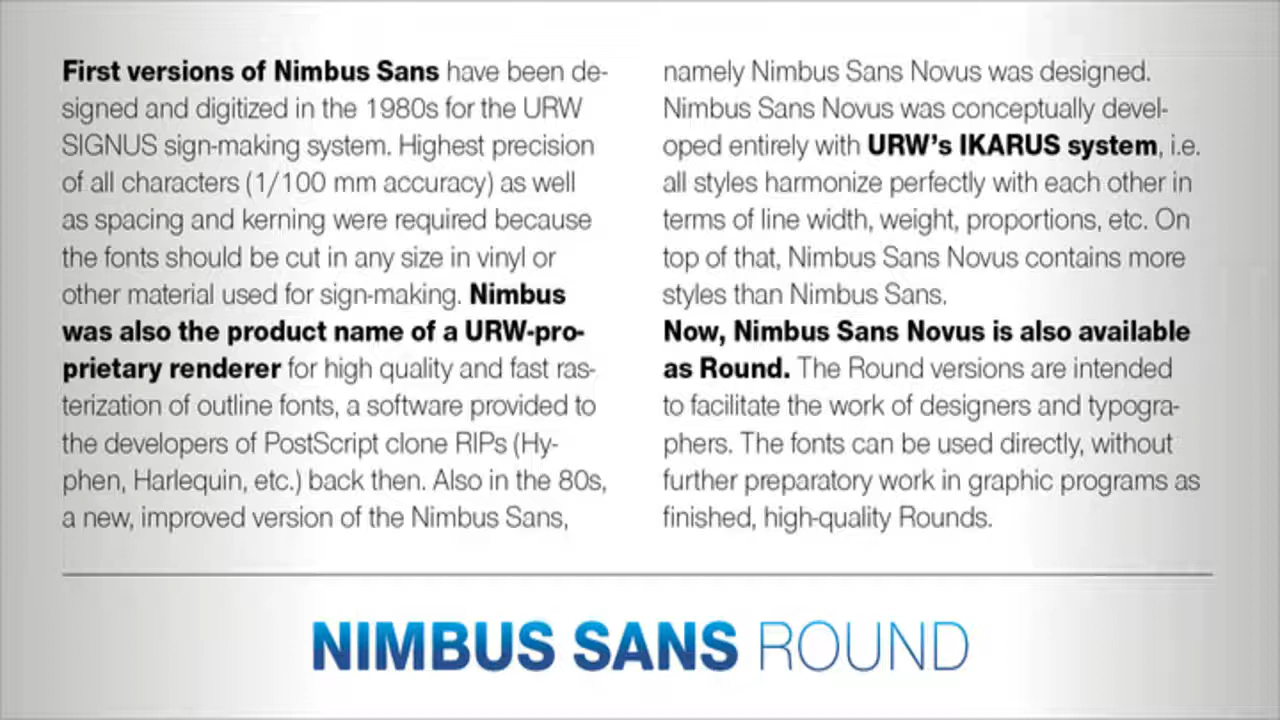 First versions of Nimbus Sans have been de-
signed and digitized in the 1980s for the URW
SIGNUS sign-making system. Highest precision
of all characters (1/100 mm accuracy) as well
as spacing and kerning were required because
the fonts should be cut in any size in vinyl or
other material used for sign-making. Nimbus
was also the product name of a URW-pro-
prietary renderer for high quality and fast ras-
terization of outline fonts, a software provided to
the developers of PostScript clone RIPs (Hy-
phen, Harlequin, etc.) back then. Also in the 80s,
a new, improved version of the Nimbus Sans,
namely Nimbus Sans Novus was designed.
Nimbus Sans Novus was conceptually devel-
oped entirely with URW’s IKARUS system, i.e.
all styles harmonize perfectly with each other in
terms of line width, weight, proportions, etc. On
top of that, Nimbus Sans Novus contains more
styles than Nimbus Sans.
Now, Nimbus Sans Novus is also available
as Round. The Round versions are intended
to facilitate the work of designers and typogra-
phers. The fonts can be used directly, without
further preparatory work in graphic programs as
finished, high-quality Rounds.
NIMBUS SANS ROUND